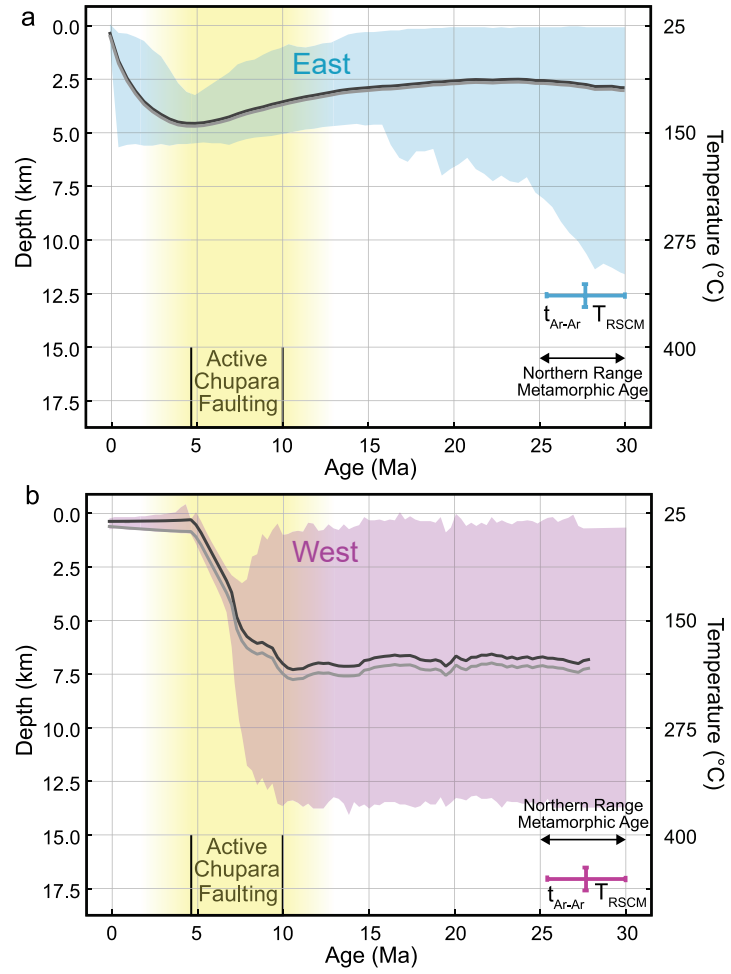 a
0.0
2.5
5.0
7.5
10.0
12.5
15.0
17.5
Depth (km)
25
150
275
400
Temperature (°C)
East
tAr-Ar TRSCM
Northern Range
Metamorphic Age
Active
Chupara
Faulting
0 5 10 15 20 25 30
Age (Ma)
b
0.0
2.5
5.0
7.5
10.0
12.5
15.0
17.5
Depth (km)
25
150
275
400
Temperature (°C)
West
Northern Range
Metamorphic Age
tAr-Ar TRSCM
Active
Chupara
Faulting
0 5 10 15 20 25 30
Age (Ma)